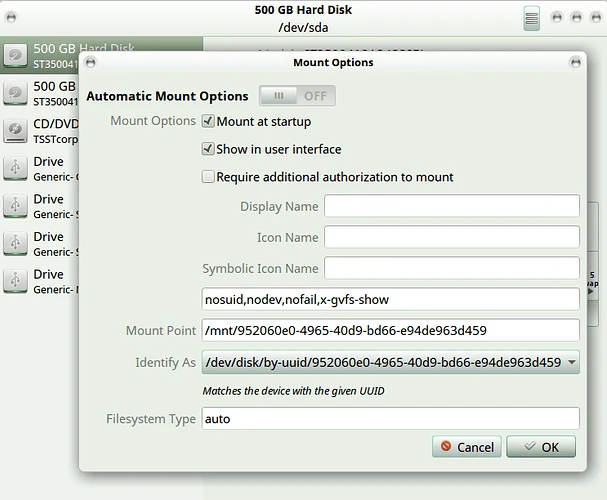 500 GB Hard Disk
/dev/sda
500 GB Hard Disk
ST350041
500 GB
ST350041
CD/DVD
TSSTcorp
Drive
Generic-
Drive
Generic- S
Drive
Generic- S
Drive
Generic-
Mount Options
Automatic Mount Options
OFF
Mount Options
Mount at startup
Show in user interface
Require additional authorization to mount
Display Name
Icon Name
Symbolic Icon Name
nosuid,nodev,nofail,x-gvfs-show
Mount Point
/mnt/952060e0-4965-40d9-bd66-e94de963d459
Identify As
/dev/disk/by-uuid/952060e0-4965-40d9-bd66-e94de963d459
Matches the device with the given UUID
Filesystem Type
auto
Cancel
OK